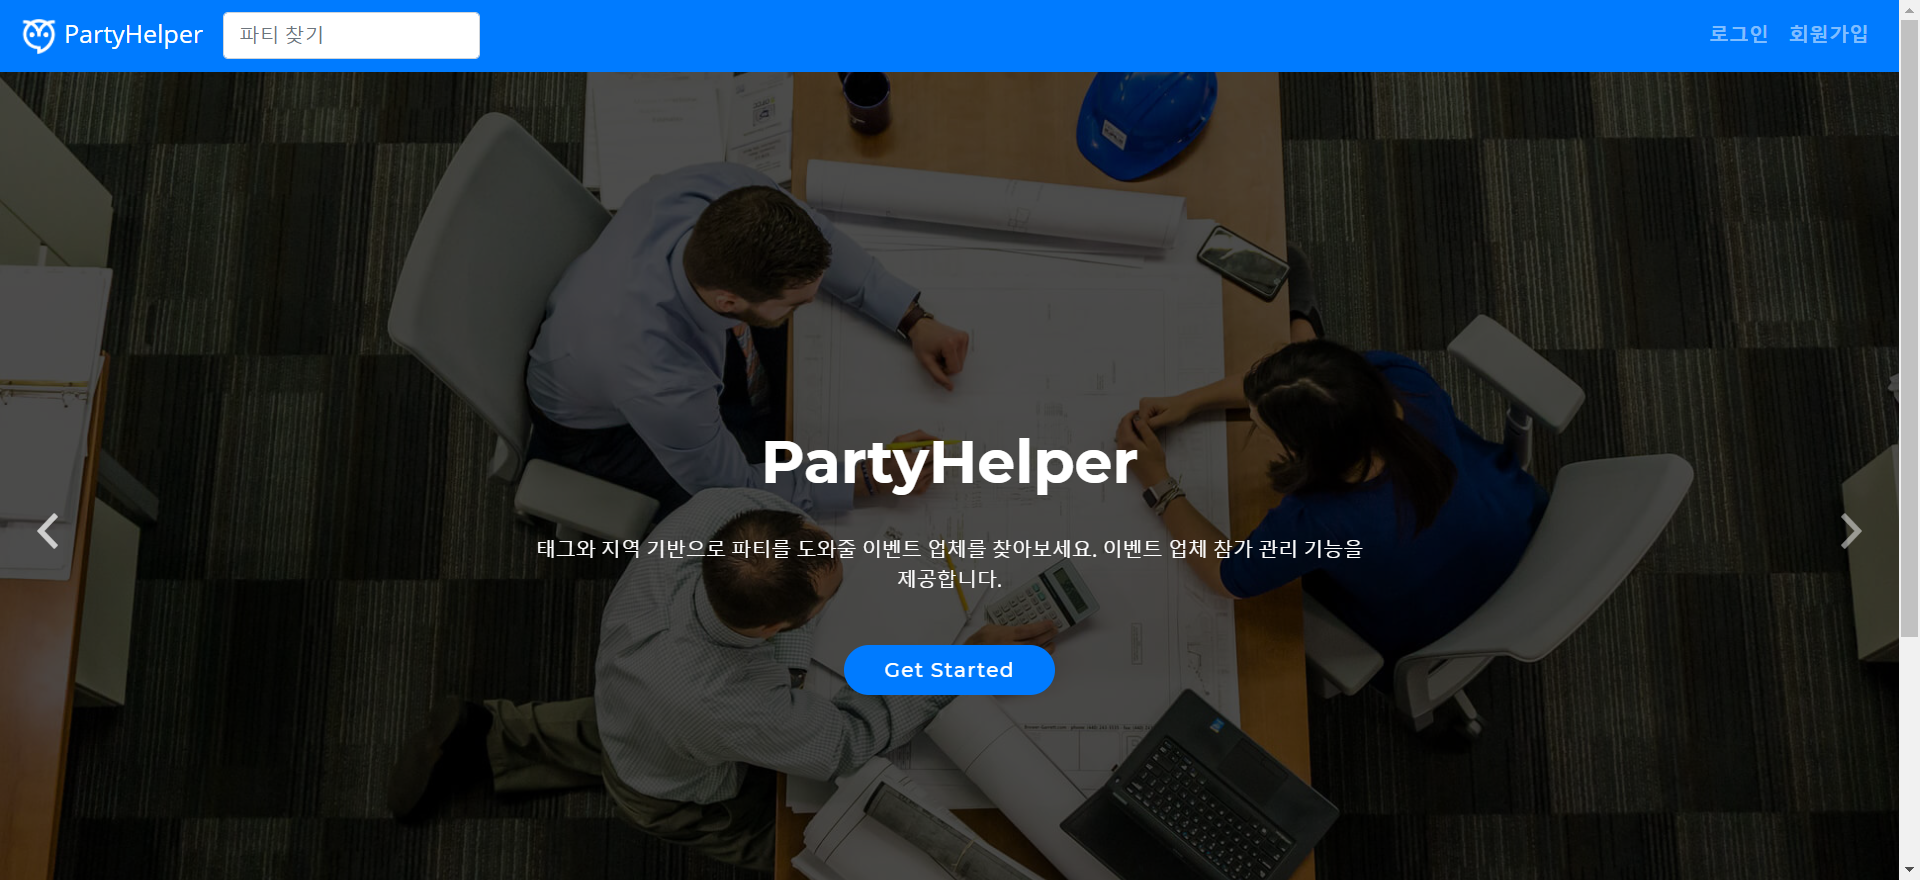 PartyHelper
파티 찾기
로그인
회원가입
PartyHelper
태그와 지역 기반으로 파티를 도와줄 이벤트 업체를 찾아보세요. 이벤트 업체 참가 관리 기능을
제공합니다.
Get Started